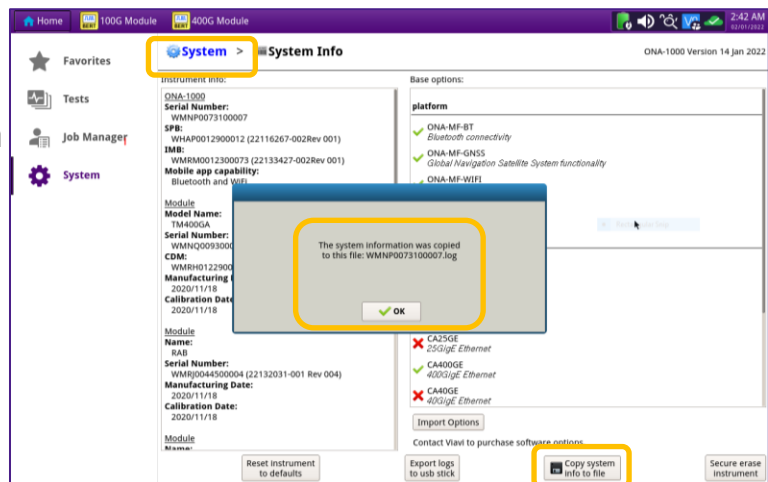 Home
100G Module
400G Module
2:42 AM
02/01/2022
Favorites
Tests
Job Manager
System
System > System Info
ONA-1000 Version 14 Jan 2022
Instrument Info:
ONA-1000
Serial Number:
WMNP0073100007
SPB:
WHAP0012900012 (22116267-002Rev 001)
IMB:
WMRM0012300073 (22133427-002Rev 001)
Mobile app capability:
Bluetooth and WiFi
Module
Model Name:
TM400GA
Serial Number:
WMNQ009300
CDM:
WMRH0122900
Manufacturing
2020/11/18
Calibration Date
2020/11/18
Module
Name:
RAB
Serial Number:
WMRJ0044500004 (22132031-001 Rev 004)
Manufacturing Date:
2020/11/18
Calibration Date:
2020/11/18
Module
Name:
Base options:
platform
ONA-MF-BT
Bluetooth connectivity
ONA-MF-GNSS
Global Navigation Satellite System functionality
ONA-MF-WIFI
The system information was copied
to this file: WMNP0073100007.log
OK
CA25GE
25GigE Ethernet
CA400GE
400GigE Ethernet
CA40GE
40GigE Ethernet
Import Options
Contact Viavi to purchase software options
Reset instrument
to defaults
Export logs
to usb stick
Copy system
info to file
Secure erase
instrument